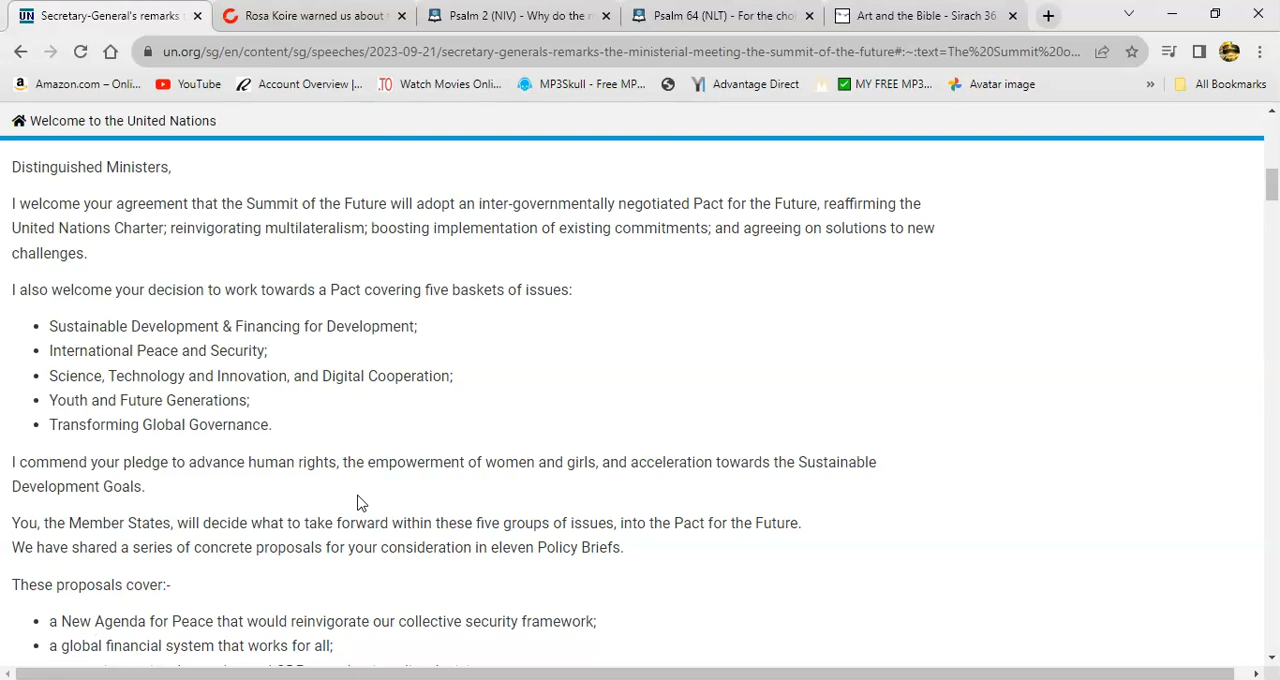 UN Secretary-General's remarks
Rosa Koire warned us about
Psalm 2 (NIV) - Why do the
Psalm 64 (NLT) - For the
Art and the Bible - Sirach 36
un.org/sg/en/content/sg/speeches/2023-09-21/secretary-generals-remarks-the-ministerial-meeting-the-summit-of-the-future#:~:text=The%20Summit%20o...
Amazon.com – Onli... YouTube Account Overview |... .TO Watch Movies Onli... MP3Skull - Free MP... Advantage Direct MY FREE MP3... Avatar image » All Bookmarks
Welcome to the United Nations
Distinguished Ministers,
I welcome your agreement that the Summit of the Future will adopt an inter-governmentally negotiated Pact for the Future, reaffirming the
United Nations Charter; reinvigorating multilateralism; boosting implementation of existing commitments; and agreeing on solutions to new
challenges.
I also welcome your decision to work towards a Pact covering five baskets of issues:
• Sustainable Development & Financing for Development;
• International Peace and Security;
• Science, Technology and Innovation, and Digital Cooperation;
• Youth and Future Generations;
• Transforming Global Governance.
I commend your pledge to advance human rights, the empowerment of women and girls, and acceleration towards the Sustainable
Development Goals.
You, the Member States, will decide what to take forward within these five groups of issues, into the Pact for the Future.
We have shared a series of concrete proposals for your consideration in eleven Policy Briefs.
These proposals cover:-
• a New Agenda for Peace that would reinvigorate our collective security framework;
• a global financial system that works for all;